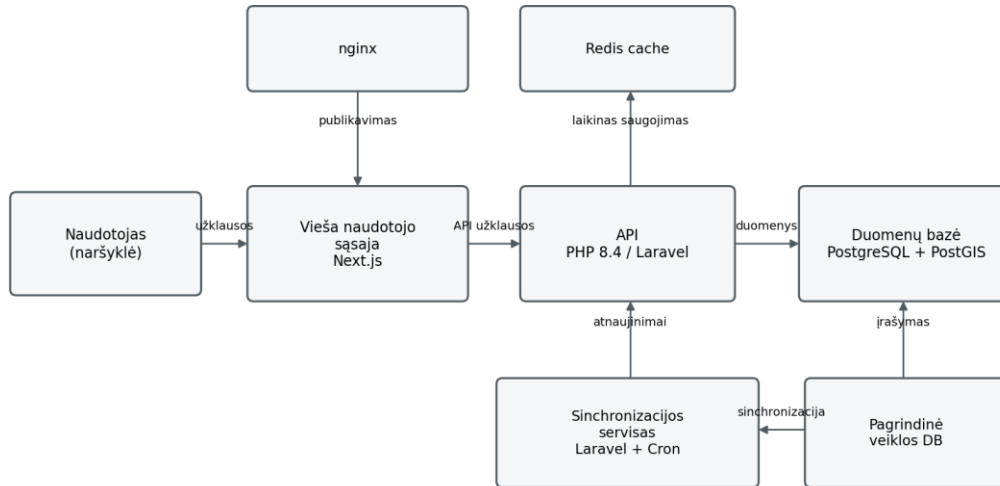 nginx
Redis cache
publikavimas
laikinas saugojimas
Naudotojas
(naršyklė)
užklausos
Vieša naudotojo
sąsaja
Next.js
API užklausos
API
PHP 8.4 / Laravel
duomenys
Duomenų bazė
PostgreSQL + PostGIS
atnaujinimai
įrašymas
Sinchronizacijos
servisas
Laravel + Cron
sinchronizacija
Pagrindinė
veiklos DB